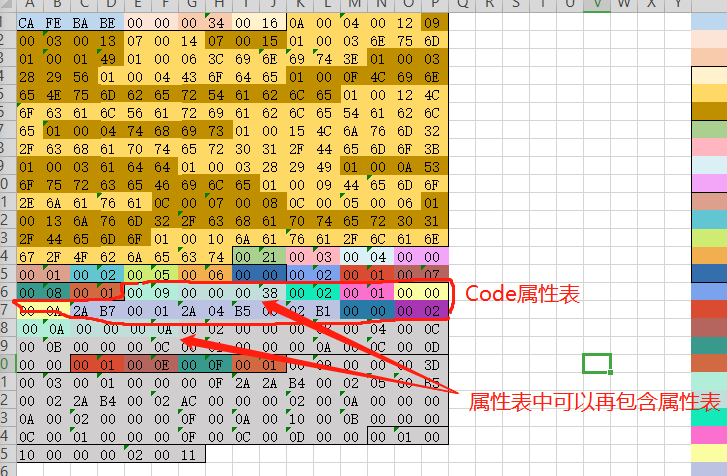 A B C D E F G H I J K L M N O P Q R S T U V W X Y
CA FE BA BE 00 00 00 34 00 16 0A 00 04 00 12 09
00 03 00 13 07 00 14 07 00 15 01 00 03 6E 75 6D
01 00 01 49 01 00 06 3C 69 6E 69 74 3E 01 00 03
28 29 56 01 00 04 43 6F 64 65 01 00 0F 4C 69 6E
65 4E 75 6D 62 65 72 54 61 62 6C 65 01 00 12 4C
6F 63 61 6C 56 61 72 69 61 62 6C 65 54 61 62 6C
65 01 00 04 74 68 69 73 01 00 15 4C 6A 76 6D 32
2F 63 68 61 70 74 65 72 30 31 2F 44 65 6D 6F 3B
01 00 03 61 64 64 01 00 03 28 29 49 01 00 0A 53
6F 75 72 63 65 46 69 6C 65 01 00 09 44 65 6D 6F
2E 6A 61 76 61 0C 00 07 00 08 0C 00 05 00 06 01
00 13 6A 76 6D 32 2F 63 68 61 70 74 65 72 30 31
2F 44 65 6D 6F 01 00 10 6A 61 76 61 2F 6C 61 6E
67 2F 4F 62 6A 65 63 74 00 21 00 03 00 04 00 00
00 01 00 02 00 05 00 06 00 00 00 02 00 01 00 07
00 08 00 01 00 09 00 00 00 38 00 02 00 01 00 00
Code属性表
00 0A 2A B7 00 01 2A 04 B5 00 02 B1 00 00 00 02
00 0A 00 00 00 0A 00 02 00 00 04 00 0C
00 0B 00 00 00 0C 00 01 00 00 0A 00 0C 00 0D
00 00 00 01 00 0E 00 0F 00 01 00 00 00 3D
00 03 00 01 00 00 00 0F 2A 2A B4 00 02 B5
00 02 2A B4 00 02 AC 00 00 00 02 00 0A 00 00 00
属性表中可以再包含属性表
0A 00 02 00 00 00 0F 00 0A 00 10 00 0B 00 00 00
0C 00 01 00 00 00 0F 00 0C 00 0D 00 00 00 01 00
10 00 00 00 02 00 11